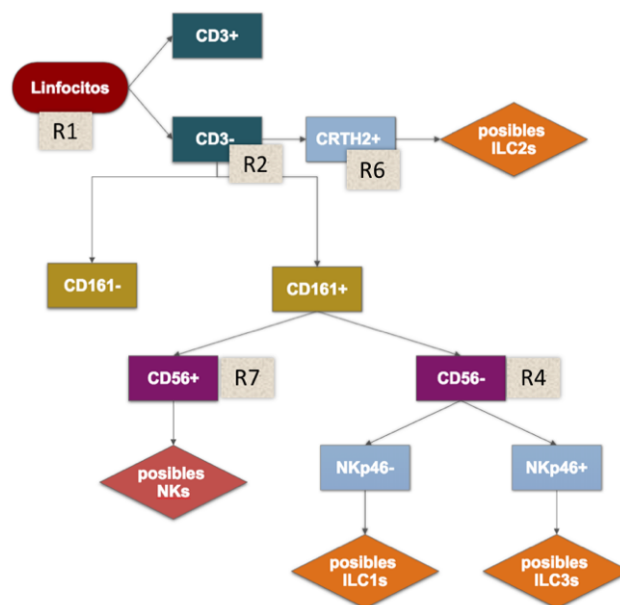 CD3+
Linfocitos
R1
CD3-
R2
CRTH2+
R6
posibles
ILC2s
CD161-
CD161+
CD56+
R7
CD56-
R4
posibles
NKs
NKp46-
NKp46+
posibles
ILC1s
posibles
ILC3s